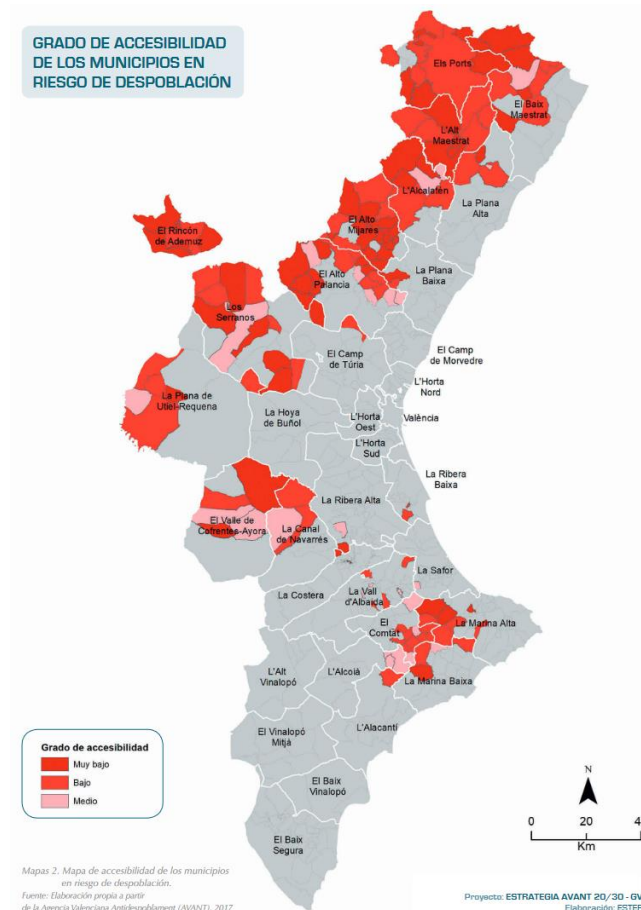 GRADO DE ACCESIBILIDAD
DE LOS MUNICIPIOS EN
RIESGO DE DESPOBLACIÓN
Els Ports
El Baix
Maestrat
L'Alt
Maestrat
L'Alcalatén
La Plana
Alta
El Rincón
de Ademuz
El Alto
Mijares
El Alto
Palancia
La Plana
Baixa
Los
Serranos
El Camp
de Túria
El Camp
de Morvedre
L'Horta
Nord
La Plana de
Utiel-Requena
La Hoya
de Buñol
L'Horta
Oest
València
L'Horta
Sud
La Ribera
Baixa
La Ribera Alta
El Valle de
Cofrentes-Ayora
La Canal
de Navarrés
La Safor
La Costera
La Vall
d'Albaida
El
Comtat
La Marina Alta
L'Alt
Vinalopó
L'Alcoià
La Marina Baixa
L'Alacantí
El Vinalopó
Mitjà
El Baix
Vinalopó
El Baix
Segura
Grado de accesibilidad
Muy bajo
Bajo
Medio
N
0 20 4
Km
Mapas 2. Mapa de accesibilidad de los municipios
en riesgo de despoblación.
Fuente: Elaboración propia a partir
de la Agencia Valenciana Antidespoblament (AVANT), 2017
Proyecto: ESTRATEGIA AVANT 20/30 - GV
Elaboración: ESTEP